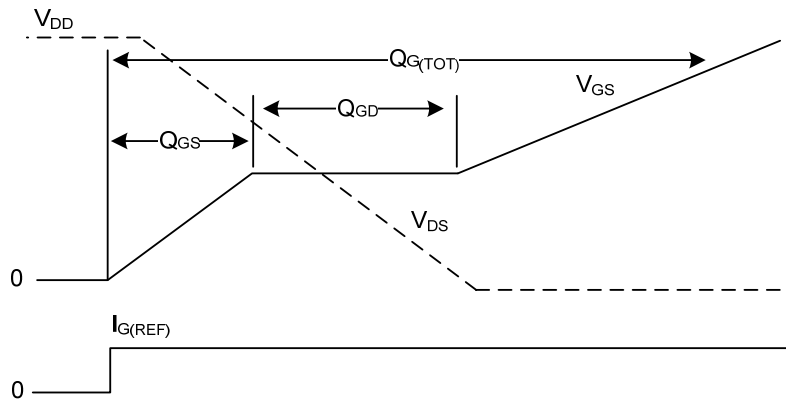 VDD
QG(TOT)
VGS
QGD
QGS
VDS
0
IG(REF)
0